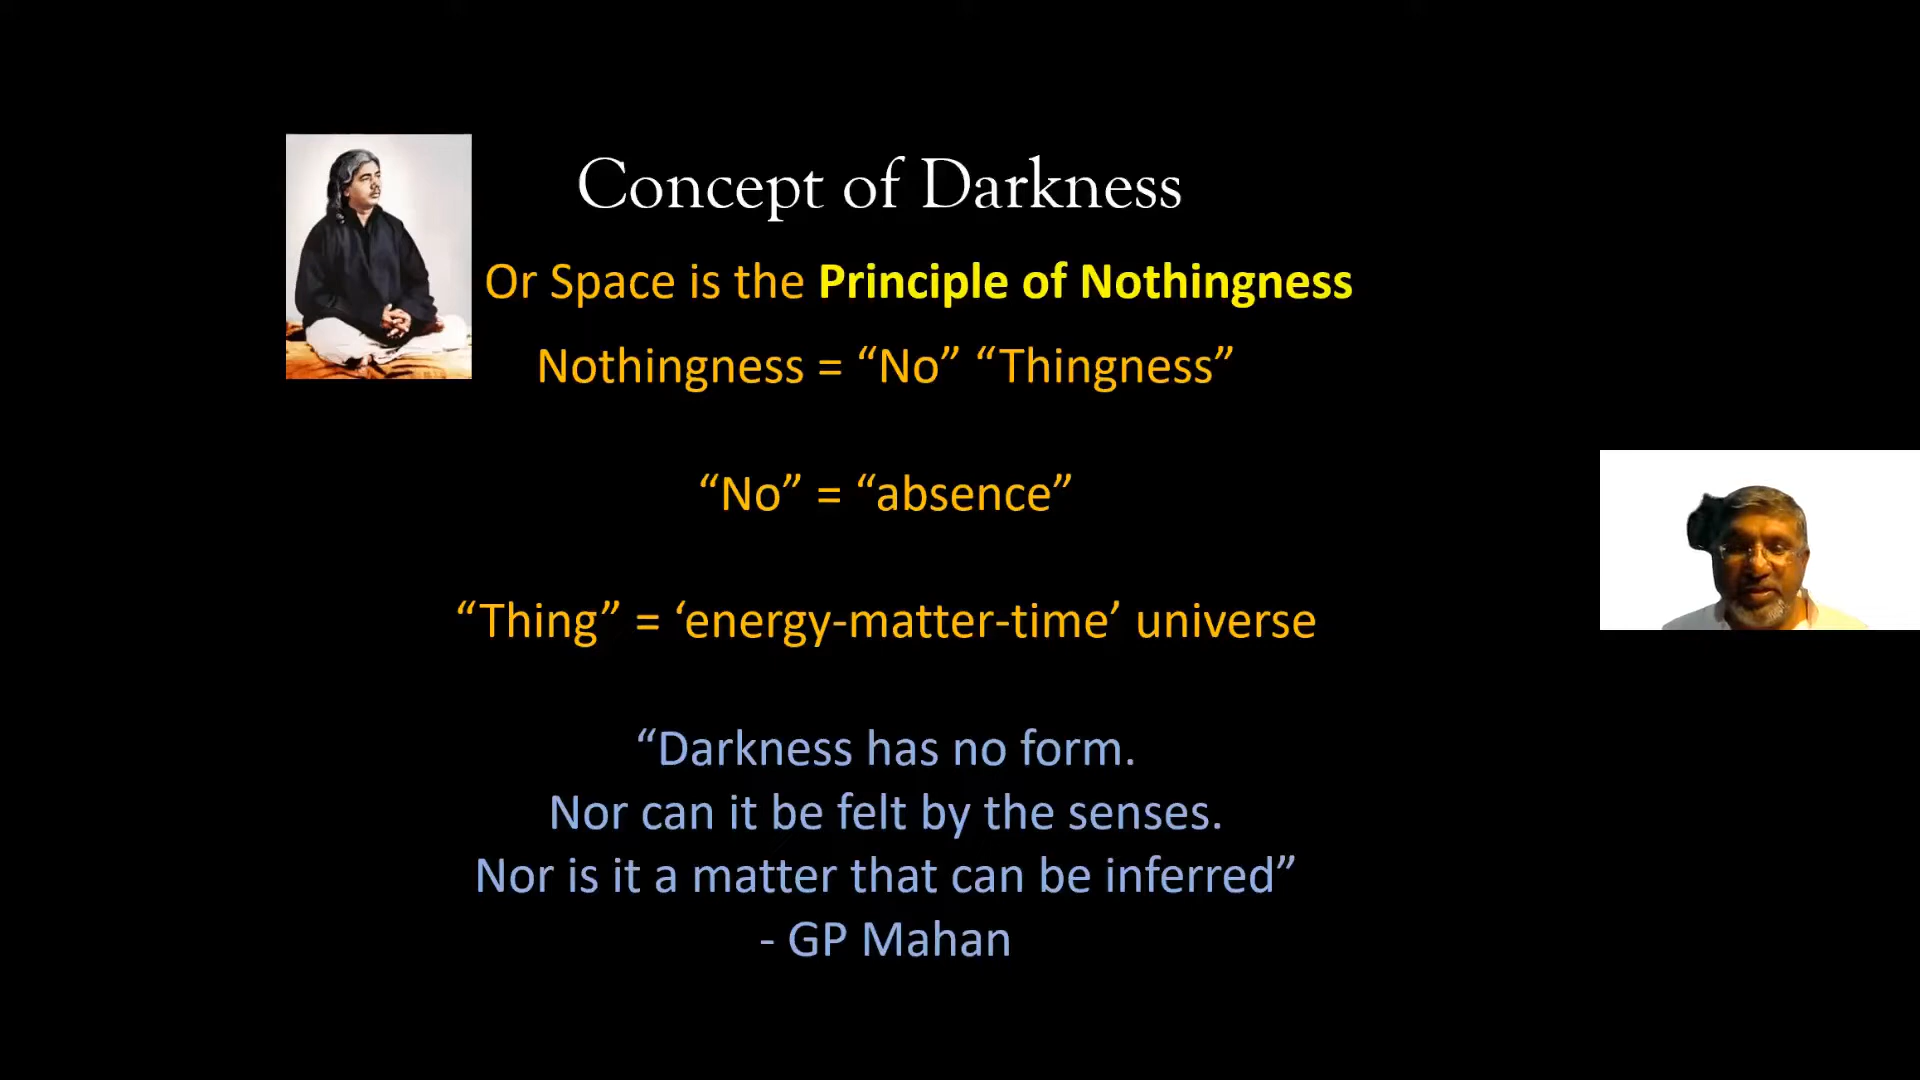 Concept of Darkness
Or Space is the Principle of Nothingness
Nothingness = “No” “Thingness”
“No” = “absence”
“Thing” = ‘energy-matter-time’ universe
“Darkness has no form.
Nor can it be felt by the senses.
Nor is it a matter that can be inferred”
- GP Mahan